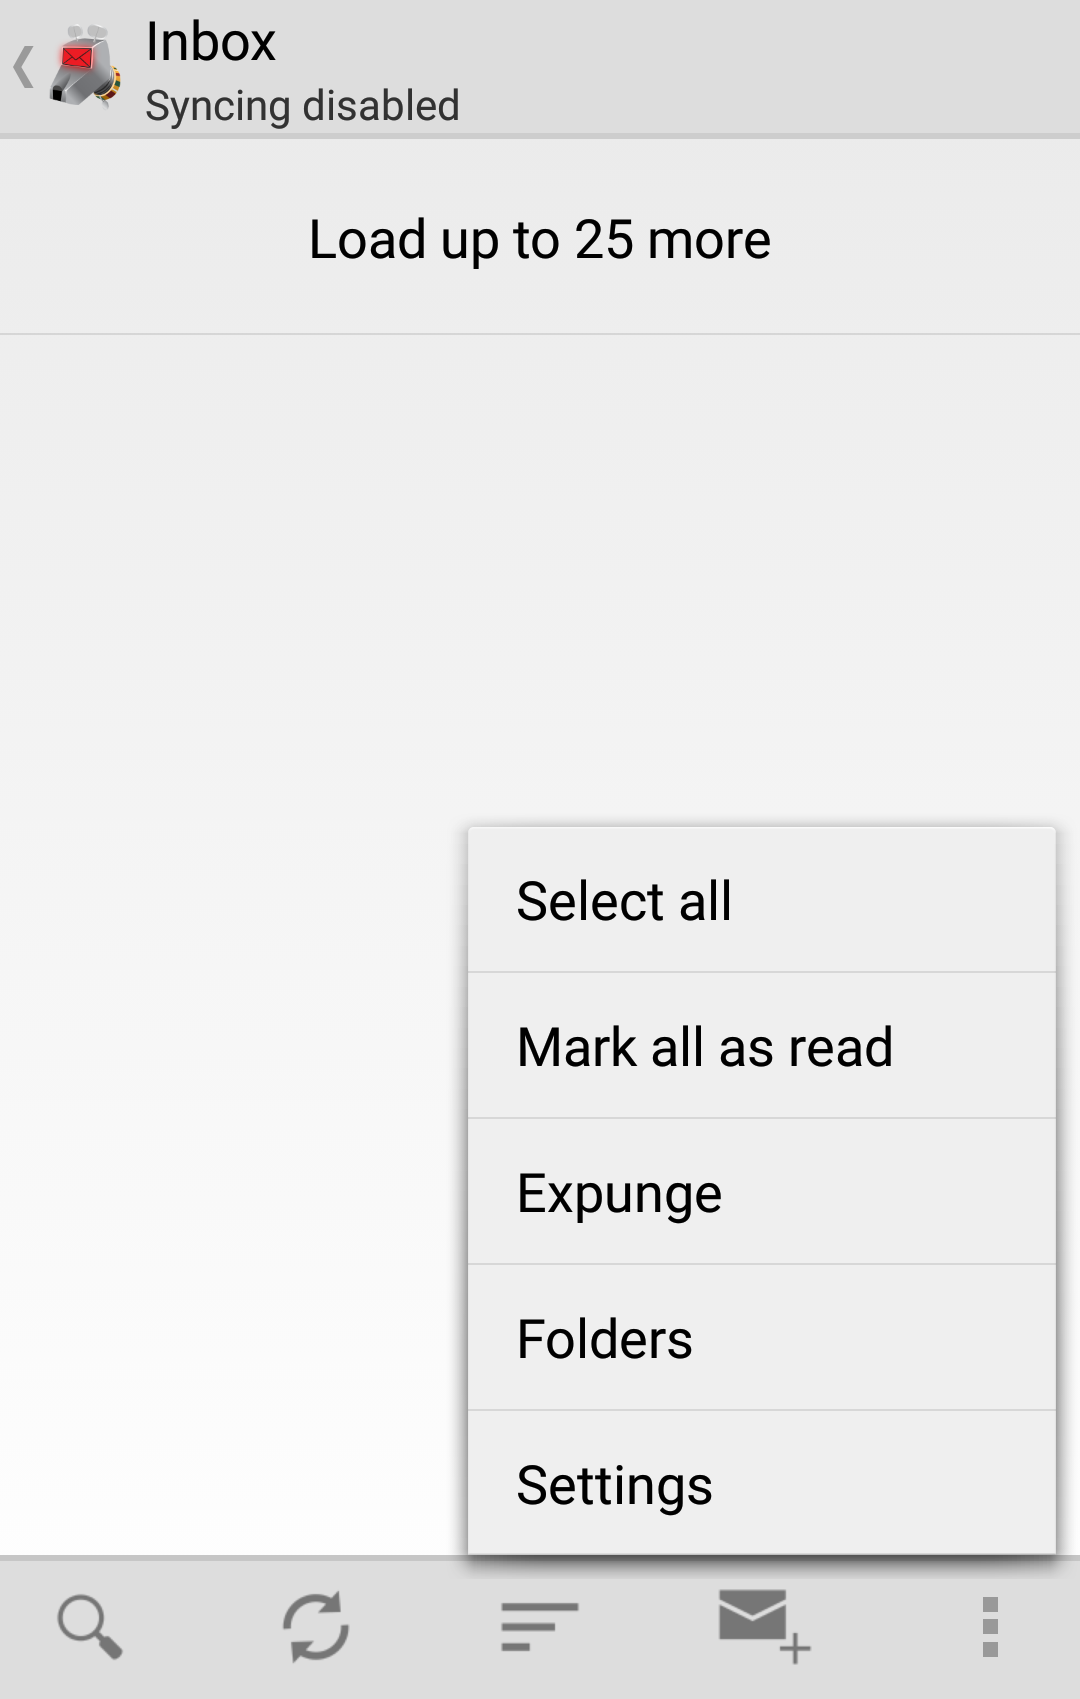 Inbox
Syncing disabled
Load up to 25 more
Select all
Mark all as read
Expunge
Folders
Settings